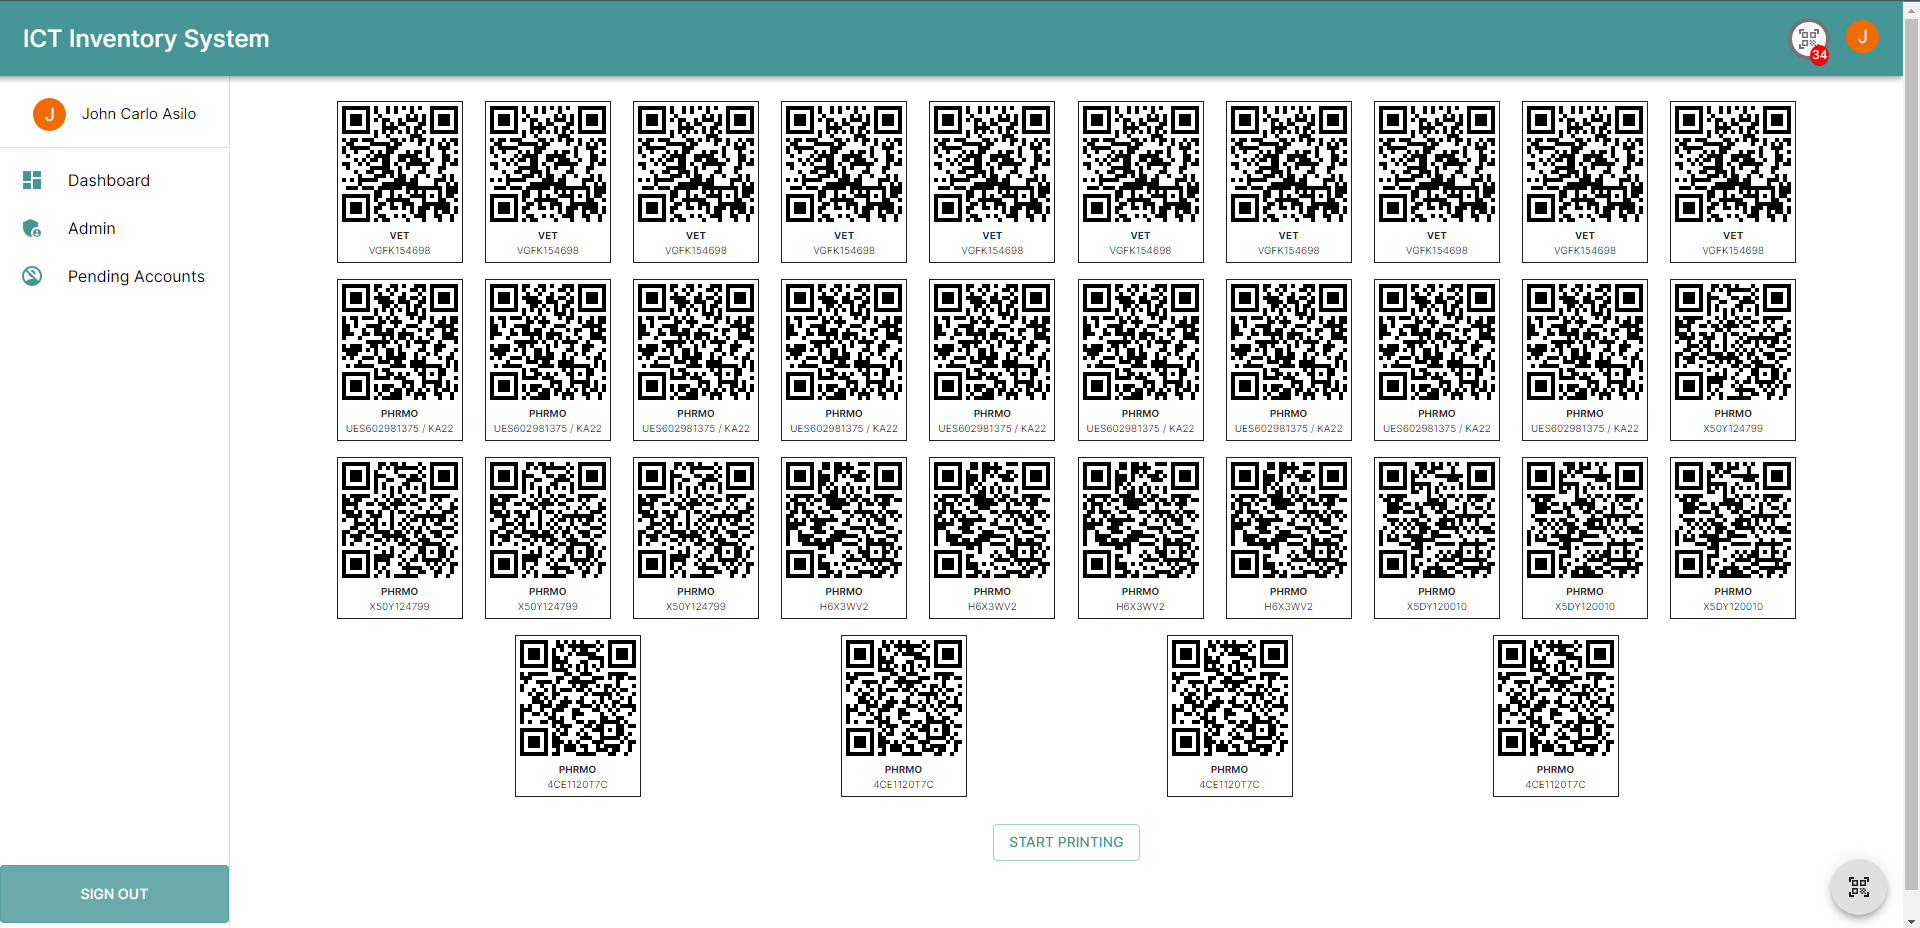 ICT Inventory System
34
J
J
John Carlo Asilo
Dashboard
Admin
Pending Accounts
SIGN OUT
VET VET VET VET VET VET VET VET VET VET
VGFK154698 VGFK154698 VGFK154698 VGFK154698 VGFK154698 VGFK154698 VGFK154698 VGFK154698 VGFK154698 VGFK154698
PHRMO PHRMO PHRMO PHRMO PHRMO PHRMO PHRMO PHRMO PHRMO PHRMO
UES602981375 / KA22 UES602981375 / KA22 UES602981375 / KA22 UES602981375 / KA22 UES602981375 / KA22 UES602981375 / KA22 UES602981375 / KA22 UES602981375 / KA22 UES602981375 / KA22 X50Y124799
PHRMO PHRMO PHRMO PHRMO PHRMO PHRMO PHRMO PHRMO PHRMO PHRMO
X50Y124799 X50Y124799 X50Y124799 H6X3WV2 H6X3WV2 H6X3WV2 H6X3WV2 X5DY120010 X5DY120010 X5DY120010
PHRMO PHRMO PHRMO PHRMO
4CE1120T7C 4CE1120T7C 4CE1120T7C 4CE1120T7C
START PRINTING